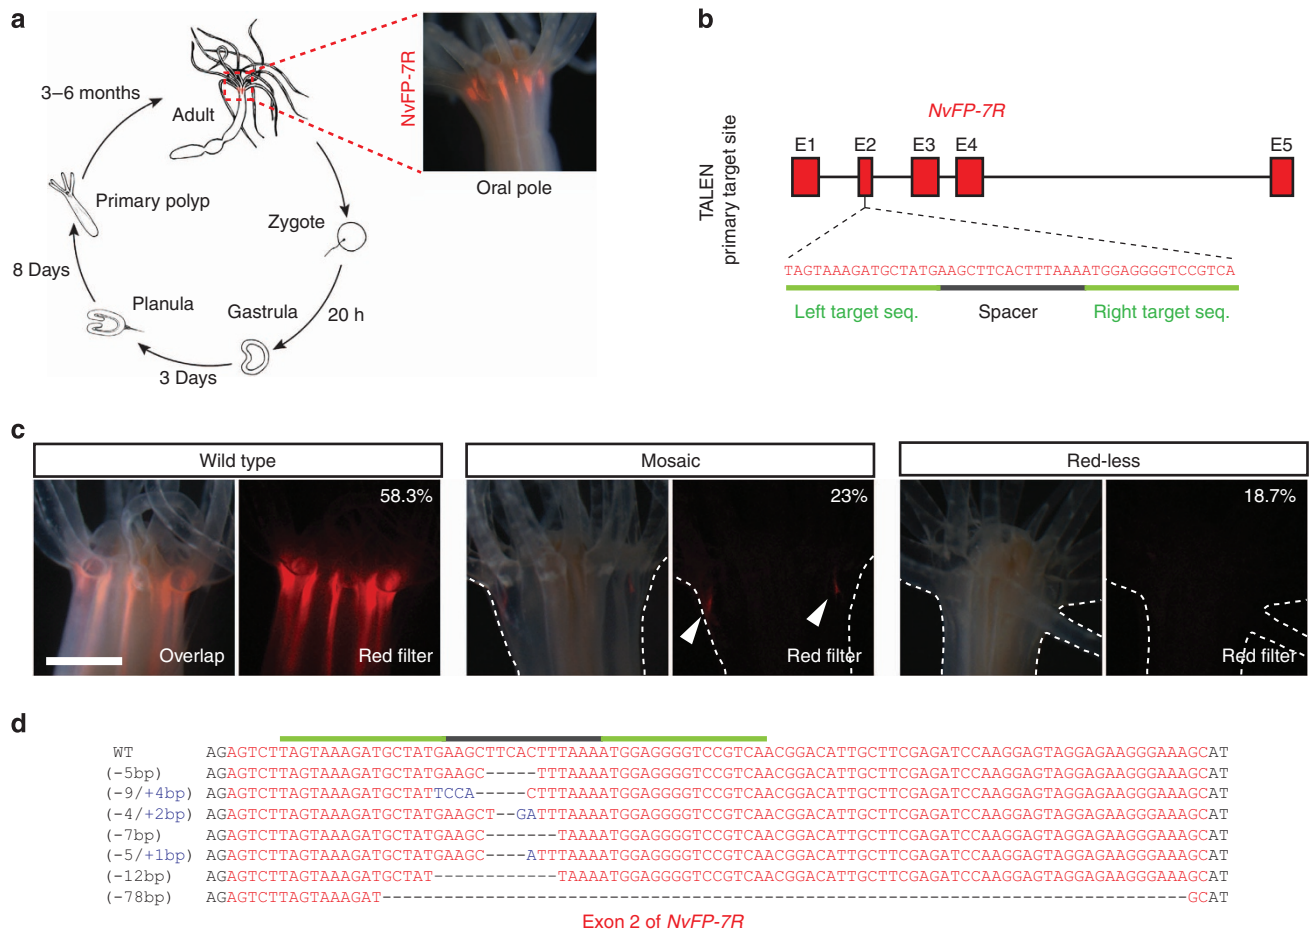 a
3–6 months
Adult
NvFP-7R
Oral pole
Primary polyp
Zygote
8 Days
Planula
Gastrula
20 h
3 Days
b
TALEN
primary target site
NvFP-7R
E1 E2 E3 E4 E5
TAGTAAAGATGCTATGAAGCTTCACTTTAAAATGGAGGGGTCCGTCA
Left target seq. Spacer Right target seq.
c
Wild type
58.3%
Overlap
Red filter
Mosaic
23%
Red filter
Red-less
18.7%
Red filter
d
WT AGAGTCTTAGTAAAGATGCTATGAAGCTTCACTTTAAAATGGAGGGGTCCGTCAACGGACATTGCTTCGAGATCCAAGGAGTAGGAGAAGGGAAAGCAT
(-5bp) AGAGTCTTAGTAAAGATGCTATGAAGC-----TTTAAAATGGAGGGGTCCGTCAACGGACATTGCTTCGAGATCCAAGGAGTAGGAGAAGGGAAAGCAT
(-9/+4bp) AGAGTCTTAGTAAAGATGCTATTCCA-----CTTTAAAATGGAGGGGTCCGTCAACGGACATTGCTTCGAGATCCAAGGAGTAGGAGAAGGGAAAGCAT
(-4/+2bp) AGAGTCTTAGTAAAGATGCTATGAAGCT--GATTTAAAATGGAGGGGTCCGTCAACGGACATTGCTTCGAGATCCAAGGAGTAGGAGAAGGGAAAGCAT
(-7bp) AGAGTCTTAGTAAAGATGCTATGAAGC-------TAAAATGGAGGGGTCCGTCAACGGACATTGCTTCGAGATCCAAGGAGTAGGAGAAGGGAAAGCAT
(-5/+1bp) AGAGTCTTAGTAAAGATGCTATGAAGC----ATTTAAAATGGAGGGGTCCGTCAACGGACATTGCTTCGAGATCCAAGGAGTAGGAGAAGGGAAAGCAT
(-12bp) AGAGTCTTAGTAAAGATGCTAT------------TAAAATGGAGGGGTCCGTCAACGGACATTGCTTCGAGATCCAAGGAGTAGGAGAAGGGAAAGCAT
(-78bp) AGAGTCTTAGTAAAGAT------------------------------------------------------------------------------GCAT
Exon 2 of NvFP-7R